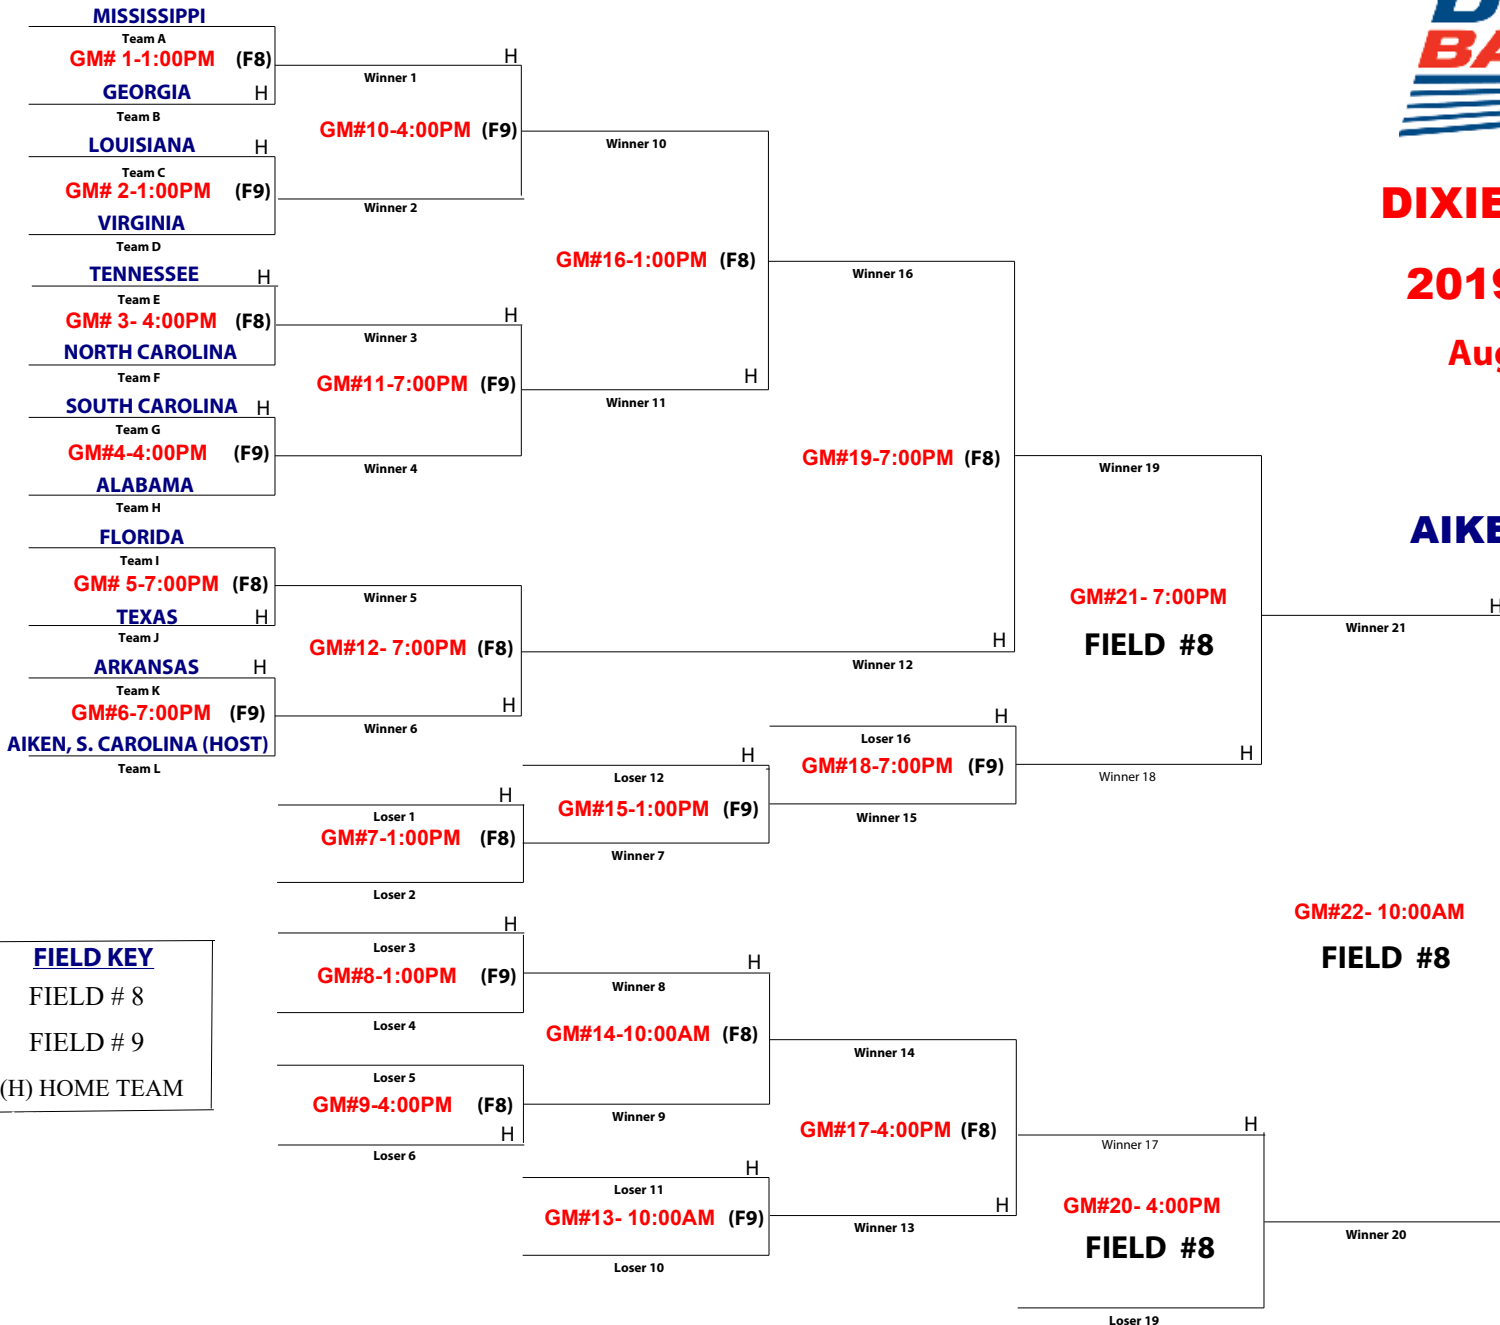 MISSISSIPPI
Team A
GM# 1-1:00PM (F8)
GEORGIA H
Team B
LOUISIANA H
Team C
GM# 2-1:00PM (F9)
VIRGINIA
Team D
TENNESSEE H
Team E
GM# 3- 4:00PM (F8)
NORTH CAROLINA
Team F
SOUTH CAROLINA H
Team G
GM#4-4:00PM (F9)
ALABAMA
Team H
FLORIDA
Team I
GM# 5-7:00PM (F8)
TEXAS H
Team J
ARKANSAS H
Team K
GM#6-7:00PM (F9)
AIKEN, S. CAROLINA (HOST)
Team L
H
Winner 1
GM#10-4:00PM (F9)
Winner 2
H
Winner 3
GM#11-7:00PM (F9)
Winner 4
Winner 5
GM#12- 7:00PM (F8)
H
Winner 6
H
Loser 1
GM#7-1:00PM (F8)
Loser 2
H
Loser 3
GM#8-1:00PM (F9)
Loser 4
Loser 5
GM#9-4:00PM (F8)
H
Loser 6
Winner 10
GM#16-1:00PM (F8)
H
Winner 11
H
Loser 12
GM#15-1:00PM (F9)
Winner 7
H
Winner 8
GM#14-10:00AM (F8)
Winner 9
H
Loser 11
GM#13- 10:00AM (F9)
Loser 10
Winner 16
GM#19-7:00PM (F8)
H
Winner 12
H
Loser 16
GM#18-7:00PM (F9)
Winner 15
Winner 14
GM#17-4:00PM (F8)
H
Winner 13
Winner 19
GM#21- 7:00PM
FIELD #8
H
Winner 18
H
Winner 17
GM#20- 4:00PM
FIELD #8
Loser 19
H
Winner 21
GM#22- 10:00AM
FIELD #8
Winner 20
DIXIE
2019
Aug
AIKE
FIELD KEY
FIELD # 8
FIELD # 9
(H) HOME TEAM